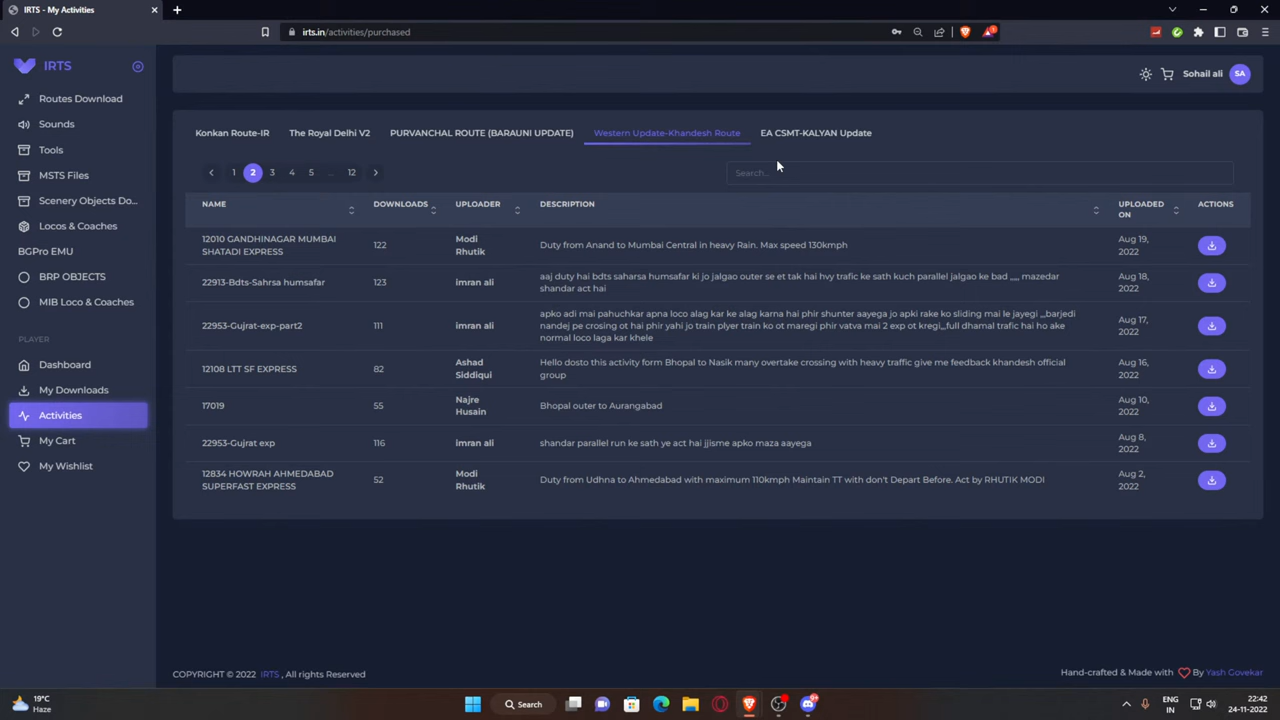 IRTS - My Activities
irts.in/activities/purchased
IRTS
Sohail ali SA
Routes Download
Sounds
Tools
MSTS Files
Scenery Objects Do...
Locos & Coaches
BGPro EMU
BRP OBJECTS
MIB Loco & Coaches
PLAYER
Dashboard
My Downloads
Activities
My Cart
My Wishlist
Konkan Route-IR The Royal Delhi V2 PURVANCHAL ROUTE (BARAUNI UPDATE) Western Update-Khandesh Route EA CSMT-KALYAN Update
1 2 3 4 5 ... 12
Search...
NAME DOWNLOADS UPLOADER DESCRIPTION UPLOADED ON ACTIONS
12010 GANDHINAGAR MUMBAI
SHATADI EXPRESS
122
Modi
Rhutik
Duty from Anand to Mumbai Central in heavy Rain. Max speed 130kmph
Aug 19,
2022
22913-Bdts-Sahrsa humsafar
123
imran ali
aaj duty hai bdts saharsa humsafar ki jo jalgao outer se et tak hai hvy trafic ke sath kuch parallel jalgao ke bad ,,,,, mazedar
shandar act hai
Aug 18,
2022
22953-Gujrat-exp-part2
111
imran ali
apko adi mai pahuchkar apna loco alag kar ke alag karna hai phir shunter aayega jo apki rake ko sliding mai le jayegi ,,,barjedi
nandej pe crosing ot hai phir yahi jo train plyer train ko ot maregi phir vatva mai 2 exp ot kregi,,,full dhamal trafic hai ho ake
normal loco laga kar khele
Aug 17,
2022
12108 LTT SF EXPRESS
82
Ashad
Siddiqui
Hello dosto this activity form Bhopal to Nasik many overtake crossing with heavy traffic give me feedback khandesh official
group
Aug 16,
2022
17019
55
Najre
Husain
Bhopal outer to Aurangabad
Aug 10,
2022
22953-Gujrat exp
116
imran ali
shandar parallel run ke sath ye act hai jjisme apko maza aayega
Aug 8,
2022
12834 HOWRAH AHMEDABAD
SUPERFAST EXPRESS
52
Modi
Rhutik
Duty from Udhna to Ahmedabad with maximum 110kmph Maintain TT with don't Depart Before. Act by RHUTIK MODI
Aug 2,
2022
COPYRIGHT © 2022 IRTS , All rights Reserved
Hand-crafted & Made with By Yash Govekar
19°C
Haze
Search
ENG
IN
22:42
24-11-2022